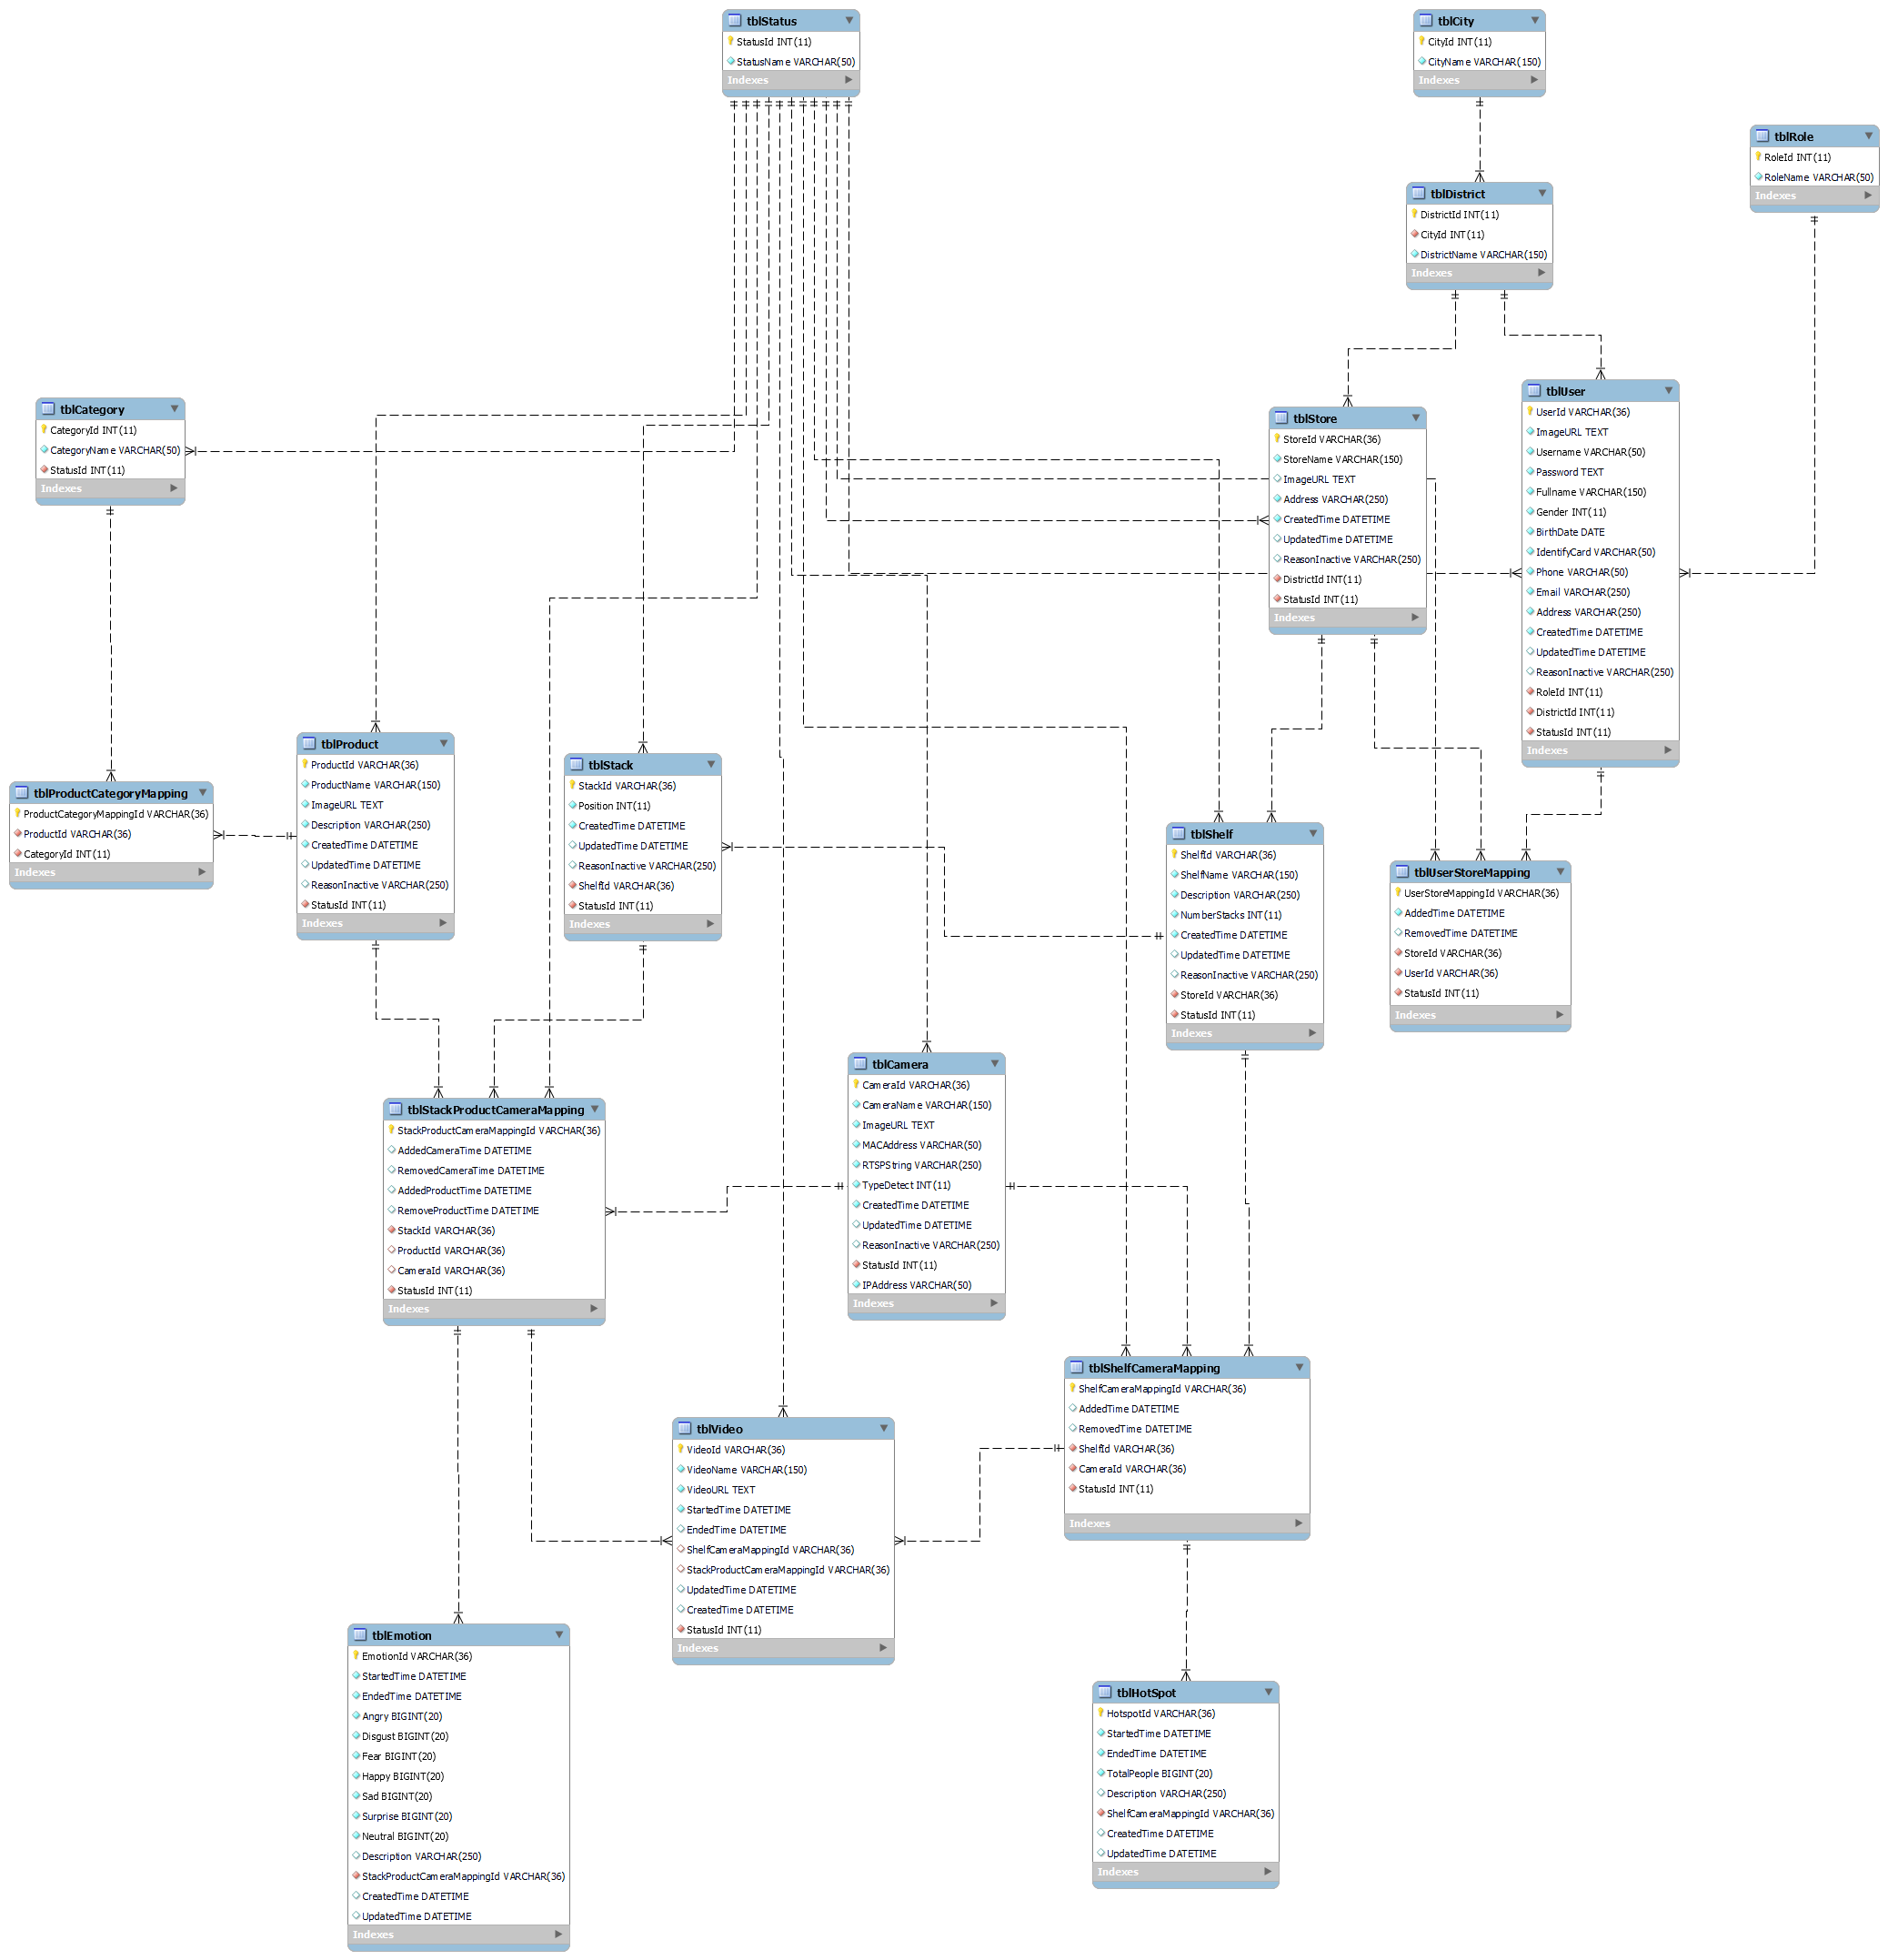 tblStatus
StatusId INT(11)
StatusName VARCHAR(50)
Indexes
tblCity
CityId INT(11)
CityName VARCHAR(150)
Indexes
tblRole
RoleId INT(11)
RoleName VARCHAR(50)
Indexes
tblDistrict
DistrictId INT(11)
CityId INT(11)
DistrictName VARCHAR(150)
Indexes
tblCategory
CategoryId INT(11)
CategoryName VARCHAR(50)
StatusId INT(11)
Indexes
tblStore
StoreId VARCHAR(36)
StoreName VARCHAR(150)
ImageURL TEXT
Address VARCHAR(250)
CreatedTime DATETIME
UpdatedTime DATETIME
ReasonInactive VARCHAR(250)
DistrictId INT(11)
StatusId INT(11)
Indexes
tblUser
UserId VARCHAR(36)
ImageURL TEXT
Username VARCHAR(50)
Password TEXT
Fullname VARCHAR(150)
Gender INT(11)
BirthDate DATE
IdentifyCard VARCHAR(50)
Phone VARCHAR(50)
Email VARCHAR(250)
Address VARCHAR(250)
CreatedTime DATETIME
UpdatedTime DATETIME
ReasonInactive VARCHAR(250)
RoleId INT(11)
DistrictId INT(11)
StatusId INT(11)
Indexes
tblProductCategoryMapping
ProductCategoryMappingId VARCHAR(36)
ProductId VARCHAR(36)
CategoryId INT(11)
Indexes
tblProduct
ProductId VARCHAR(36)
ProductName VARCHAR(150)
ImageURL TEXT
Description VARCHAR(250)
CreatedTime DATETIME
UpdatedTime DATETIME
ReasonInactive VARCHAR(250)
StatusId INT(11)
Indexes
tblStack
StackId VARCHAR(36)
Position INT(11)
CreatedTime DATETIME
UpdatedTime DATETIME
ReasonInactive VARCHAR(250)
ShelfId VARCHAR(36)
StatusId INT(11)
Indexes
tblShelf
ShelfId VARCHAR(36)
ShelfName VARCHAR(150)
Description VARCHAR(250)
NumberStacks INT(11)
CreatedTime DATETIME
UpdatedTime DATETIME
ReasonInactive VARCHAR(250)
StoreId VARCHAR(36)
StatusId INT(11)
Indexes
tblUserStoreMapping
UserStoreMappingId VARCHAR(36)
AddedTime DATETIME
RemovedTime DATETIME
StoreId VARCHAR(36)
UserId VARCHAR(36)
StatusId INT(11)
Indexes
tblStackProductCameraMapping
StackProductCameraMappingId VARCHAR(36)
AddedCameraTime DATETIME
RemovedCameraTime DATETIME
AddedProductTime DATETIME
RemoveProductTime DATETIME
StackId VARCHAR(36)
ProductId VARCHAR(36)
CameraId VARCHAR(36)
StatusId INT(11)
Indexes
tblCamera
CameraId VARCHAR(36)
CameraName VARCHAR(150)
ImageURL TEXT
MACAddress VARCHAR(50)
RTSPString VARCHAR(250)
TypeDetect INT(11)
CreatedTime DATETIME
UpdatedTime DATETIME
ReasonInactive VARCHAR(250)
StatusId INT(11)
IPAddress VARCHAR(50)
Indexes
tblShelfCameraMapping
ShelfCameraMappingId VARCHAR(36)
AddedTime DATETIME
RemovedTime DATETIME
ShelfId VARCHAR(36)
CameraId VARCHAR(36)
StatusId INT(11)
Indexes
tblVideo
VideoId VARCHAR(36)
VideoName VARCHAR(150)
VideoURL TEXT
StartedTime DATETIME
EndedTime DATETIME
ShelfCameraMappingId VARCHAR(36)
StackProductCameraMappingId VARCHAR(36)
UpdatedTime DATETIME
CreatedTime DATETIME
StatusId INT(11)
Indexes
tblEmotion
EmotionId VARCHAR(36)
StartedTime DATETIME
EndedTime DATETIME
Angry BIGINT(20)
Disgust BIGINT(20)
Fear BIGINT(20)
Happy BIGINT(20)
Sad BIGINT(20)
Surprise BIGINT(20)
Neutral BIGINT(20)
Description VARCHAR(250)
StackProductCameraMappingId VARCHAR(36)
CreatedTime DATETIME
UpdatedTime DATETIME
Indexes
tblHotSpot
HotspotId VARCHAR(36)
StartedTime DATETIME
EndedTime DATETIME
TotalPeople BIGINT(20)
Description VARCHAR(250)
ShelfCameraMappingId VARCHAR(36)
CreatedTime DATETIME
UpdatedTime DATETIME
Indexes